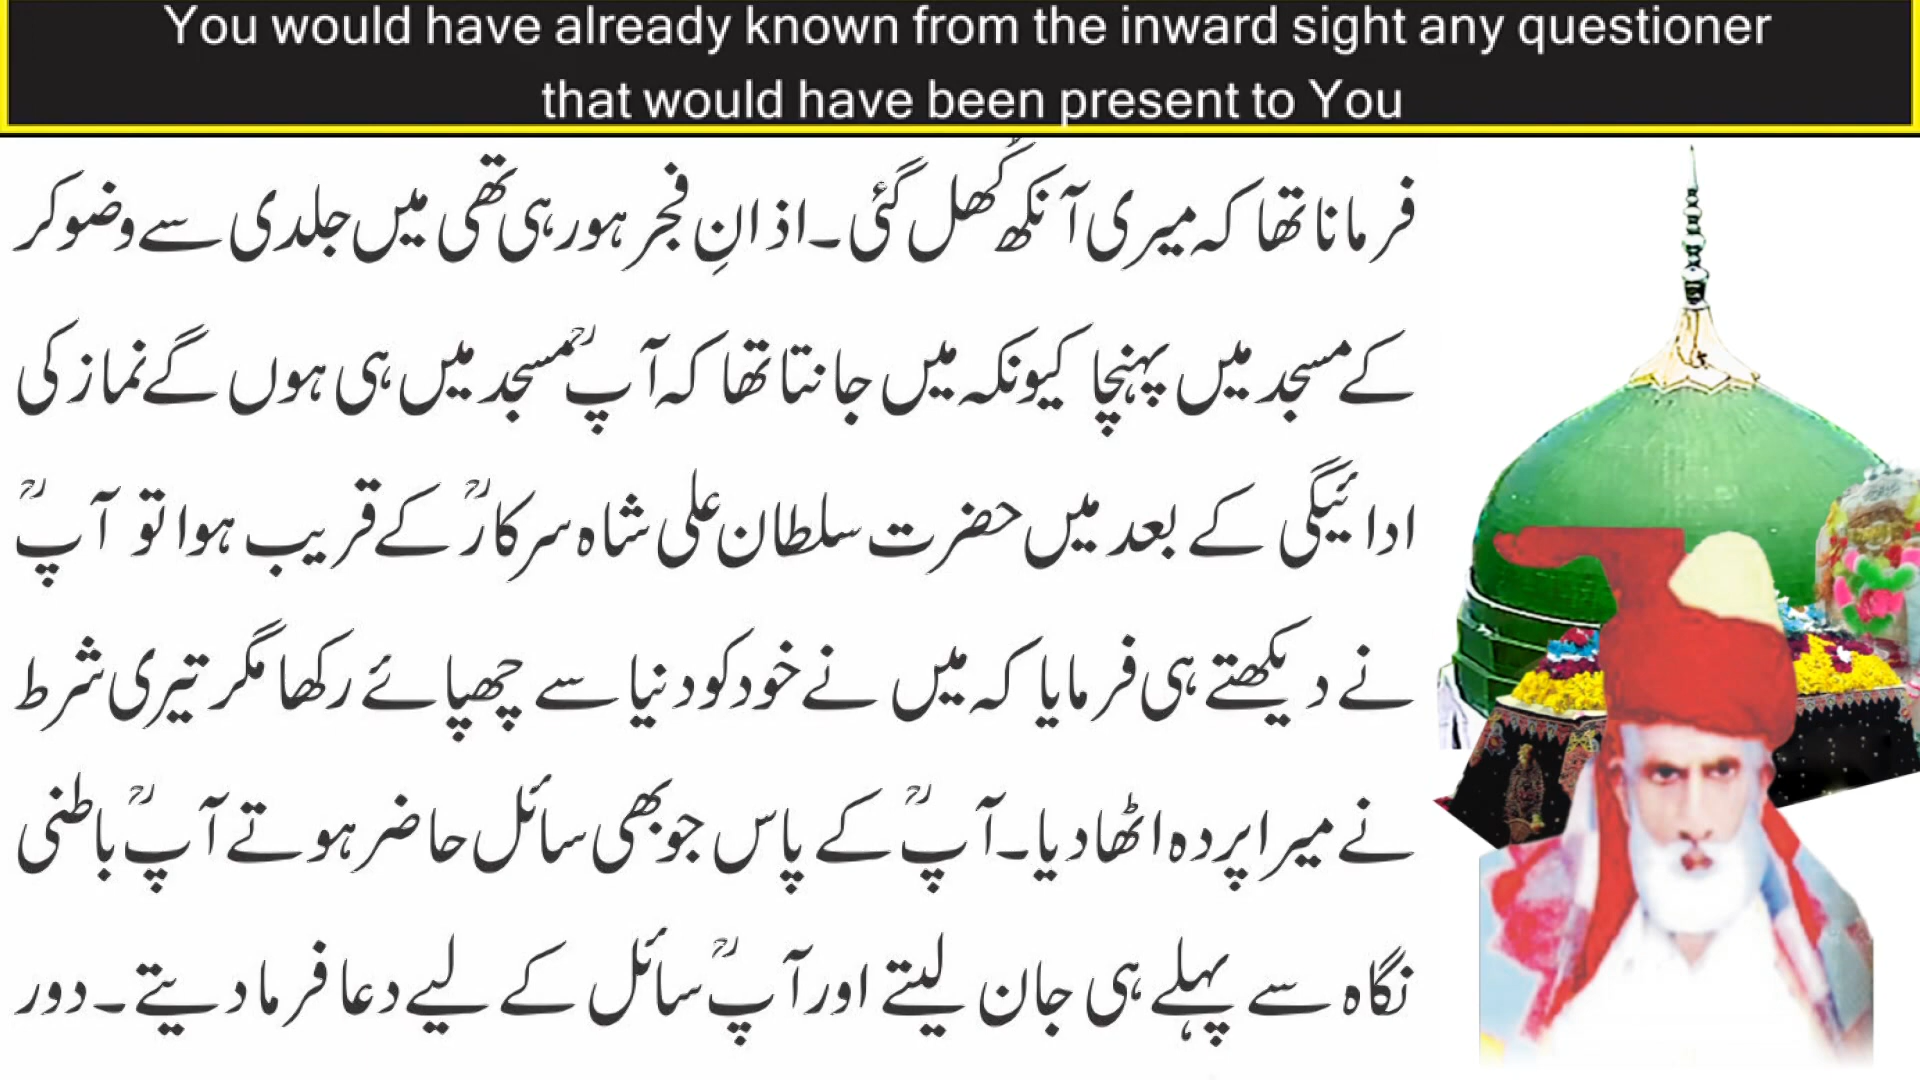 You would have already known from the inward sight any questioner
that would have been present to You
فرمانا تھا کہ میری آنکھ کُھل گئی۔ اذانِ فجر ہو رہی تھی میں جلدی سے وضو کر
کے مسجد میں پہنچا کیونکہ میں جانتا تھا کہ آپؒ مسجد میں ہی ہوں گے نماز کی
ادائیگی کے بعد میں حضرت سلطان علی شاہ سرکارؒ کے قریب ہوا تو آپؒ
نے دیکھتے ہی فرمایا کہ میں نے خود کو دنیا سے چھپائے رکھا مگر تیری شرط
نے میرا پردہ اٹھا دیا۔ آپؒ کے پاس جو بھی سائل حاضر ہوتے آپؒ باطنی
نگاہ سے پہلے ہی جان لیتے اور آپؒ سائل کے لیے دعا فرما دیتے۔ دور